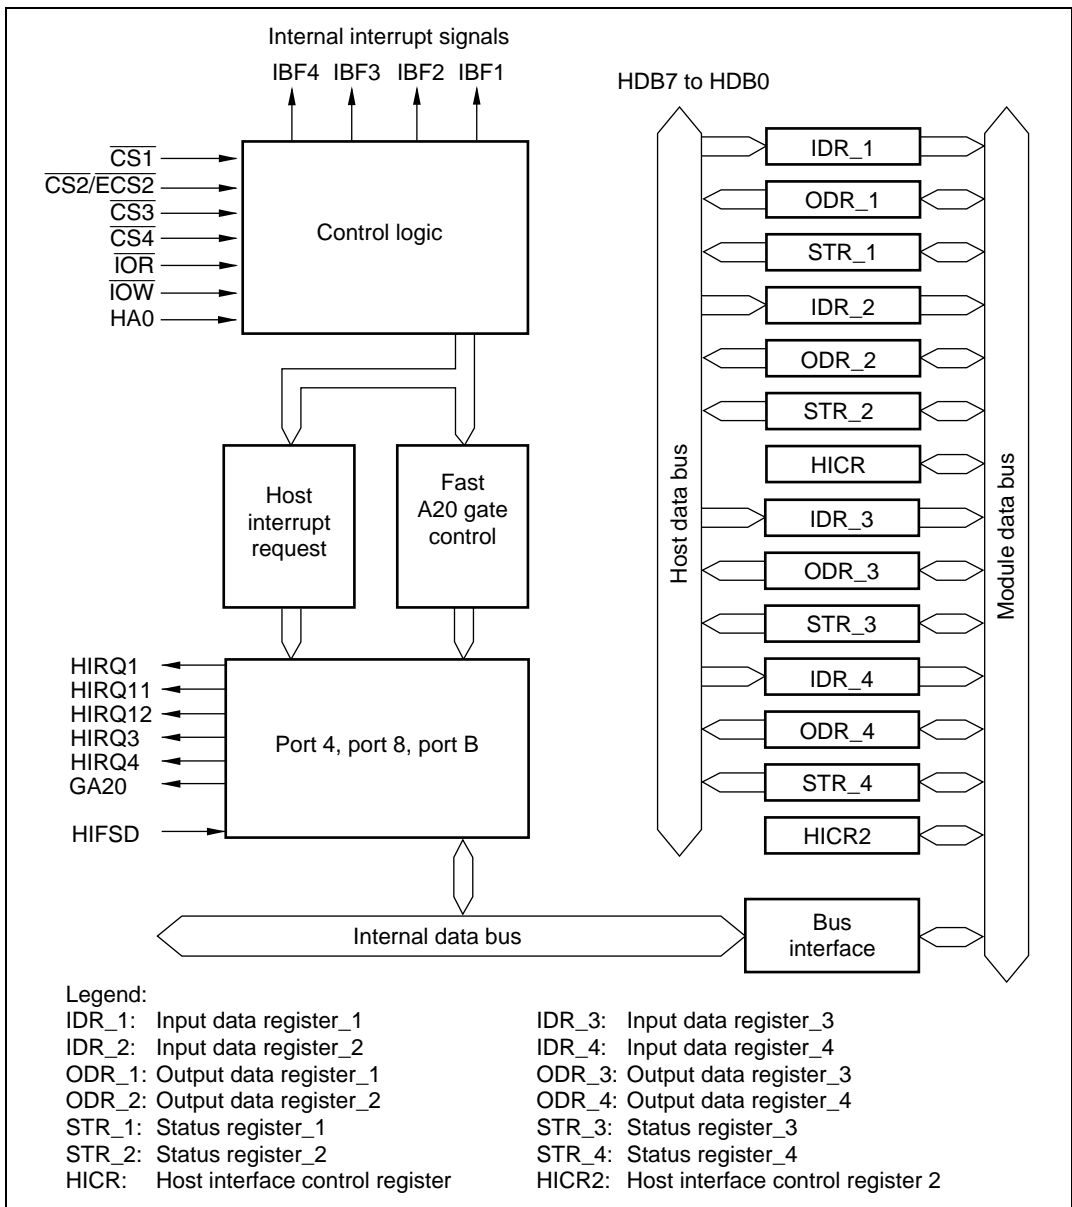 Internal interrupt signals
IBF4 IBF3 IBF2 IBF1
CS1
CS2/ECS2
CS3
CS4
IOR
IOW
HA0
Control logic
Host
interrupt
request
Fast
A20 gate
control
HIRQ1
HIRQ11
HIRQ12
HIRQ3
HIRQ4
GA20
HIFSD
Port 4, port 8, port B
HDB7 to HDB0
Host data bus
IDR_1
ODR_1
STR_1
IDR_2
ODR_2
STR_2
HICR
IDR_3
ODR_3
STR_3
IDR_4
ODR_4
STR_4
HICR2
Module data bus
Internal data bus
Bus
interface
Legend:
IDR_1: Input data register_1
IDR_2: Input data register_2
ODR_1: Output data register_1
ODR_2: Output data register_2
STR_1: Status register_1
STR_2: Status register_2
HICR: Host interface control register
IDR_3: Input data register_3
IDR_4: Input data register_4
ODR_3: Output data register_3
ODR_4: Output data register_4
STR_3: Status register_3
STR_4: Status register_4
HICR2: Host interface control register 2